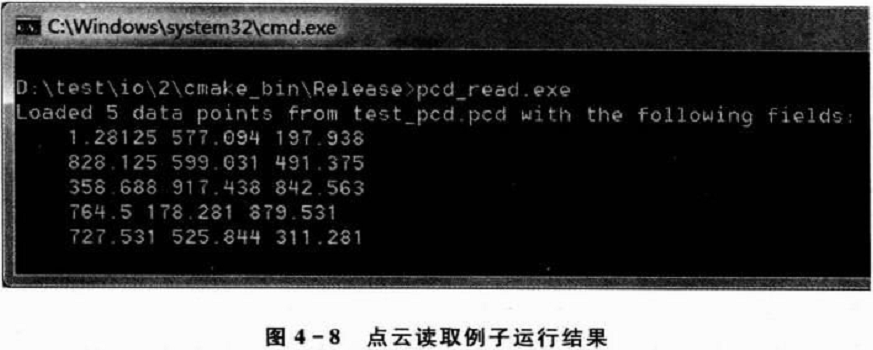 C:\Windows\system32\cmd.exe
D:\test\io\2\cmake_bin\Release>pcd_read.exe
Loaded 5 data points from test_pcd.pcd with the following fields:
1.28125 577.094 197.938
828.125 599.031 491.375
358.688 917.438 842.563
764.5 178.281 879.531
727.531 525.844 311.281
图 4-8 点云读取例子运行结果